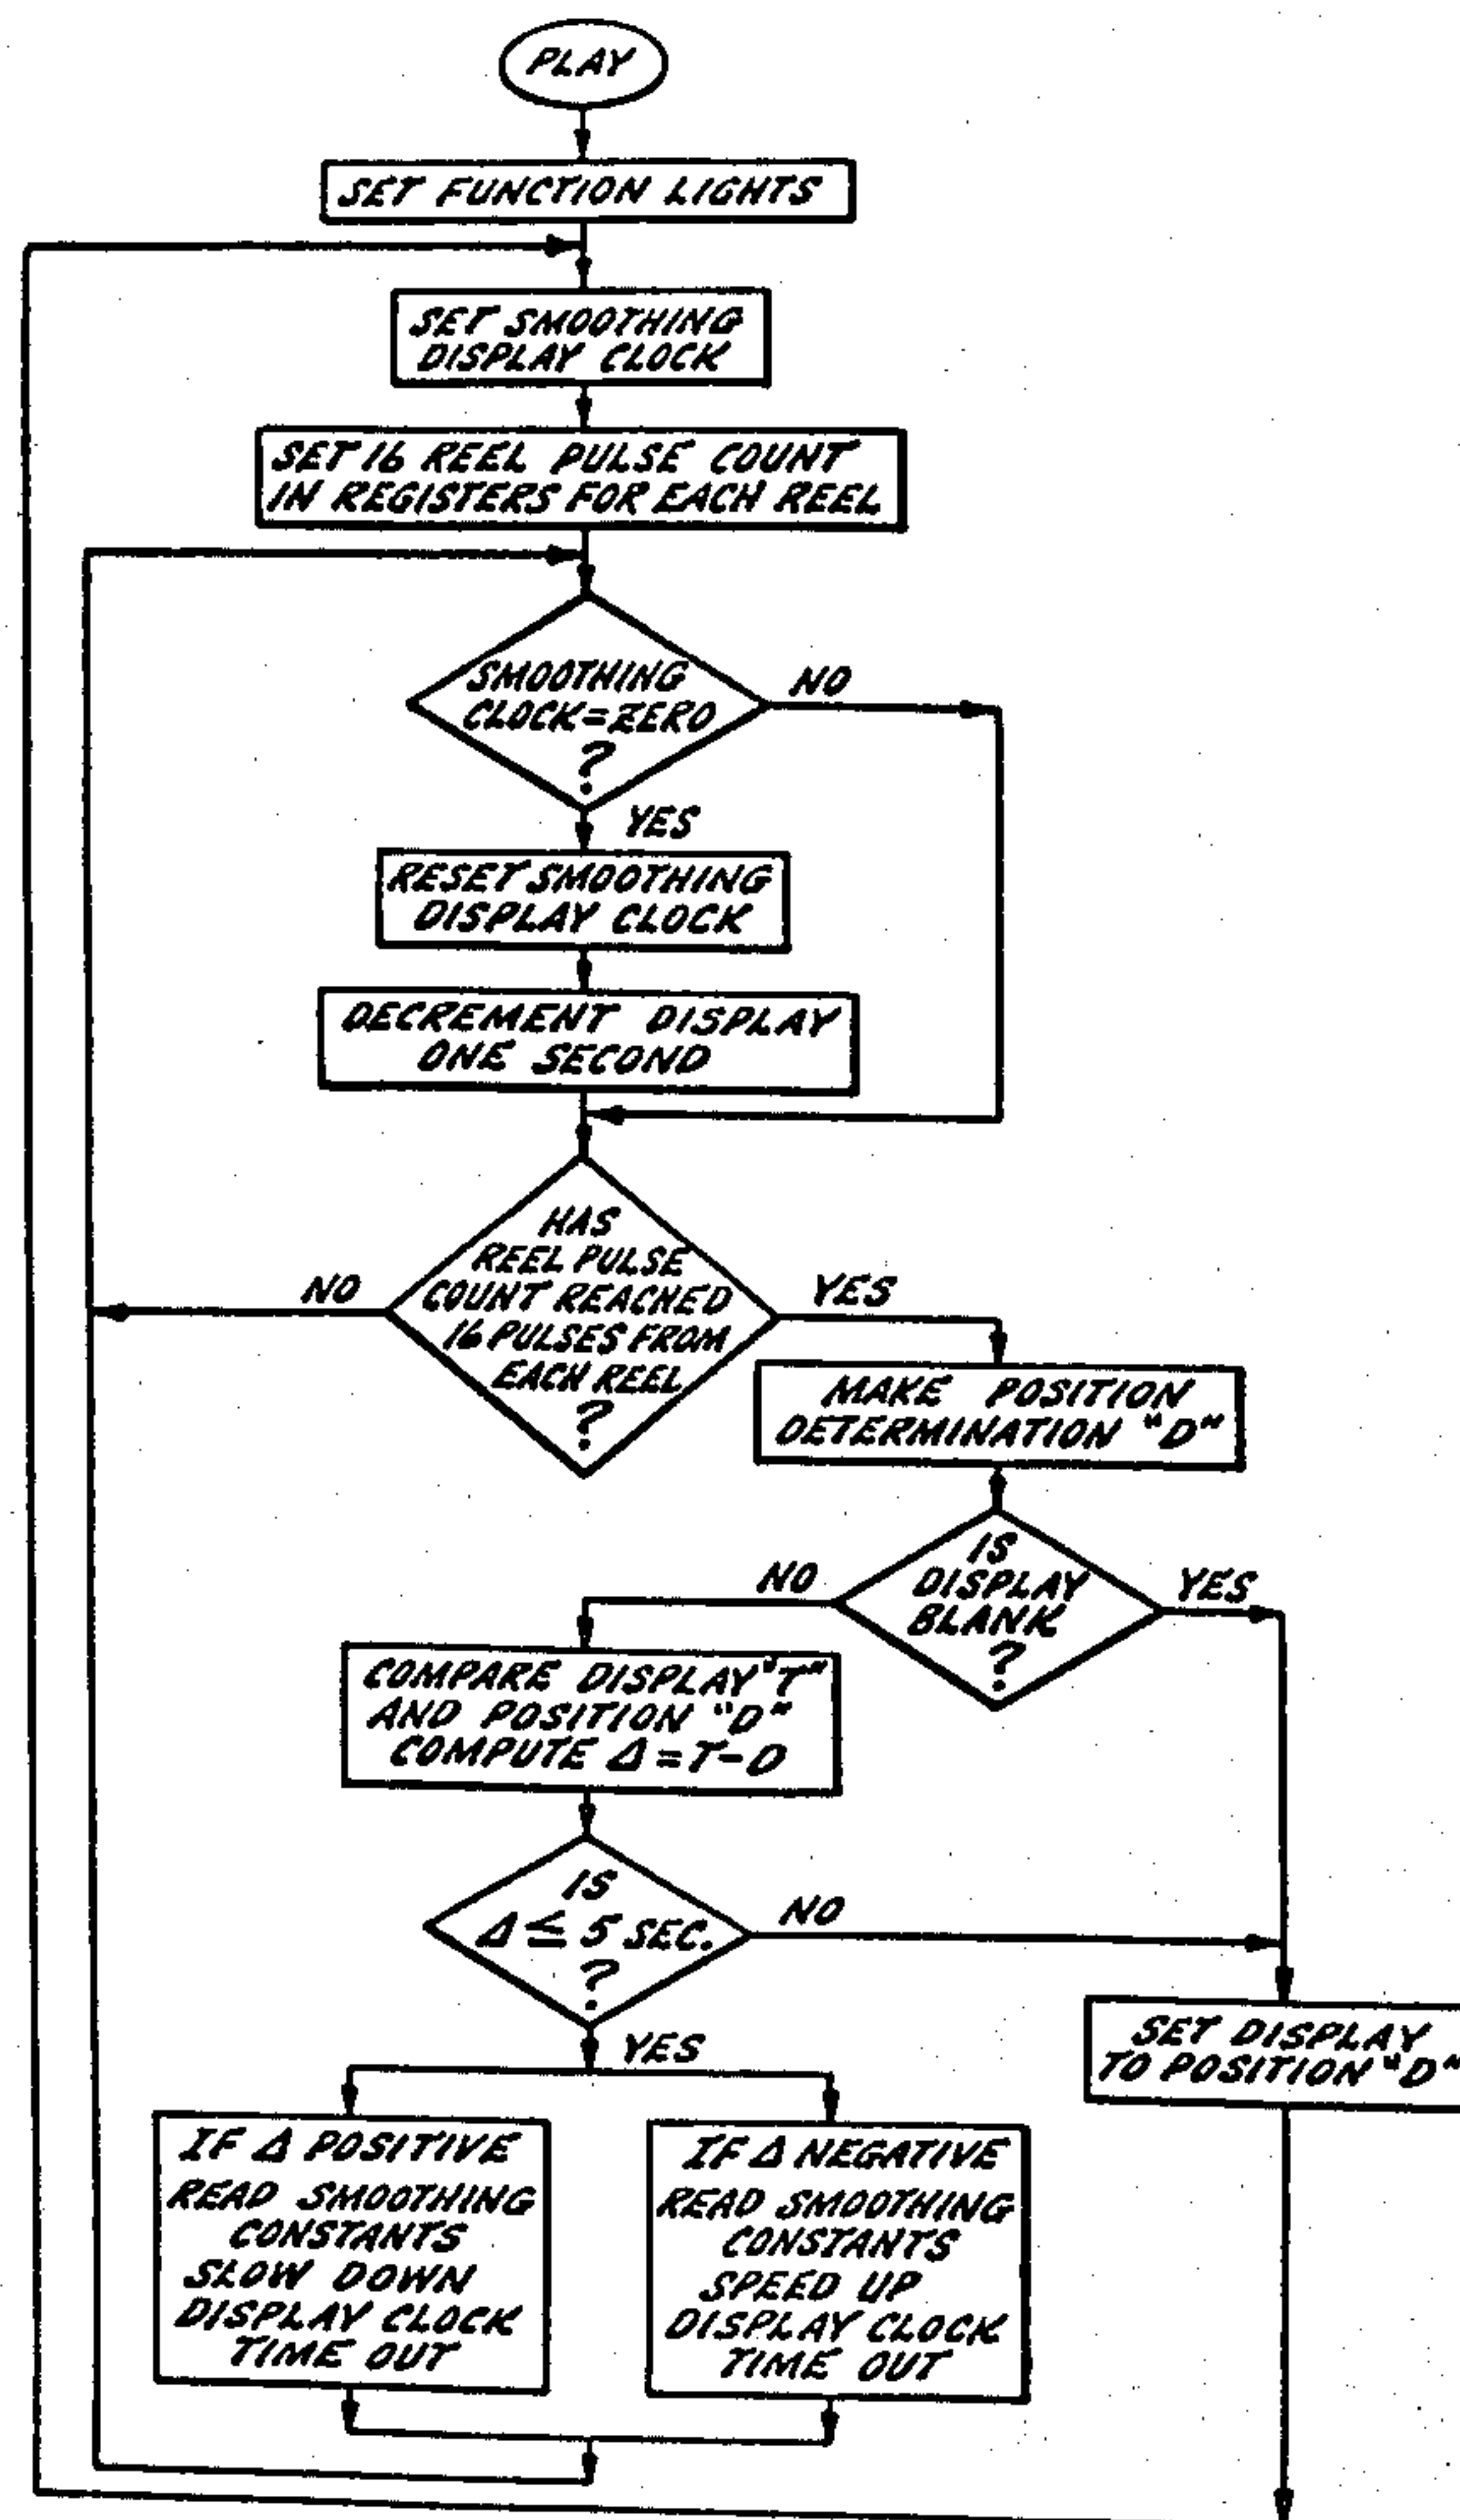 PLAY
SET FUNCTION LIGHTS
SET SMOOTHING
DISPLAY CLOCK
SET 16 REEL PULSE COUNT
IN REGISTERS FOR EACH REEL
SMOOTHING
CLOCK=ZERO
?
NO
YES
RESET SMOOTHING
DISPLAY CLOCK
DECREMENT DISPLAY
ONE SECOND
HAS
REEL PULSE
COUNT REACHED
16 PULSES FROM
EACH REEL
?
NO
YES
MAKE POSITION
DETERMINATION "D"
IS
DISPLAY
BLANK
?
NO
YES
COMPARE DISPLAY "T"
AND POSITION "D"
COMPUTE Δ=T-D
IS
Δ ≤ 5 SEC.
?
NO
YES
SET DISPLAY
TO POSITION "D"
IF Δ POSITIVE
READ SMOOTHING
CONSTANTS
SLOW DOWN
DISPLAY CLOCK
TIME OUT
IF Δ NEGATIVE
READ SMOOTHING
CONSTANTS
SPEED UP
DISPLAY CLOCK
TIME OUT